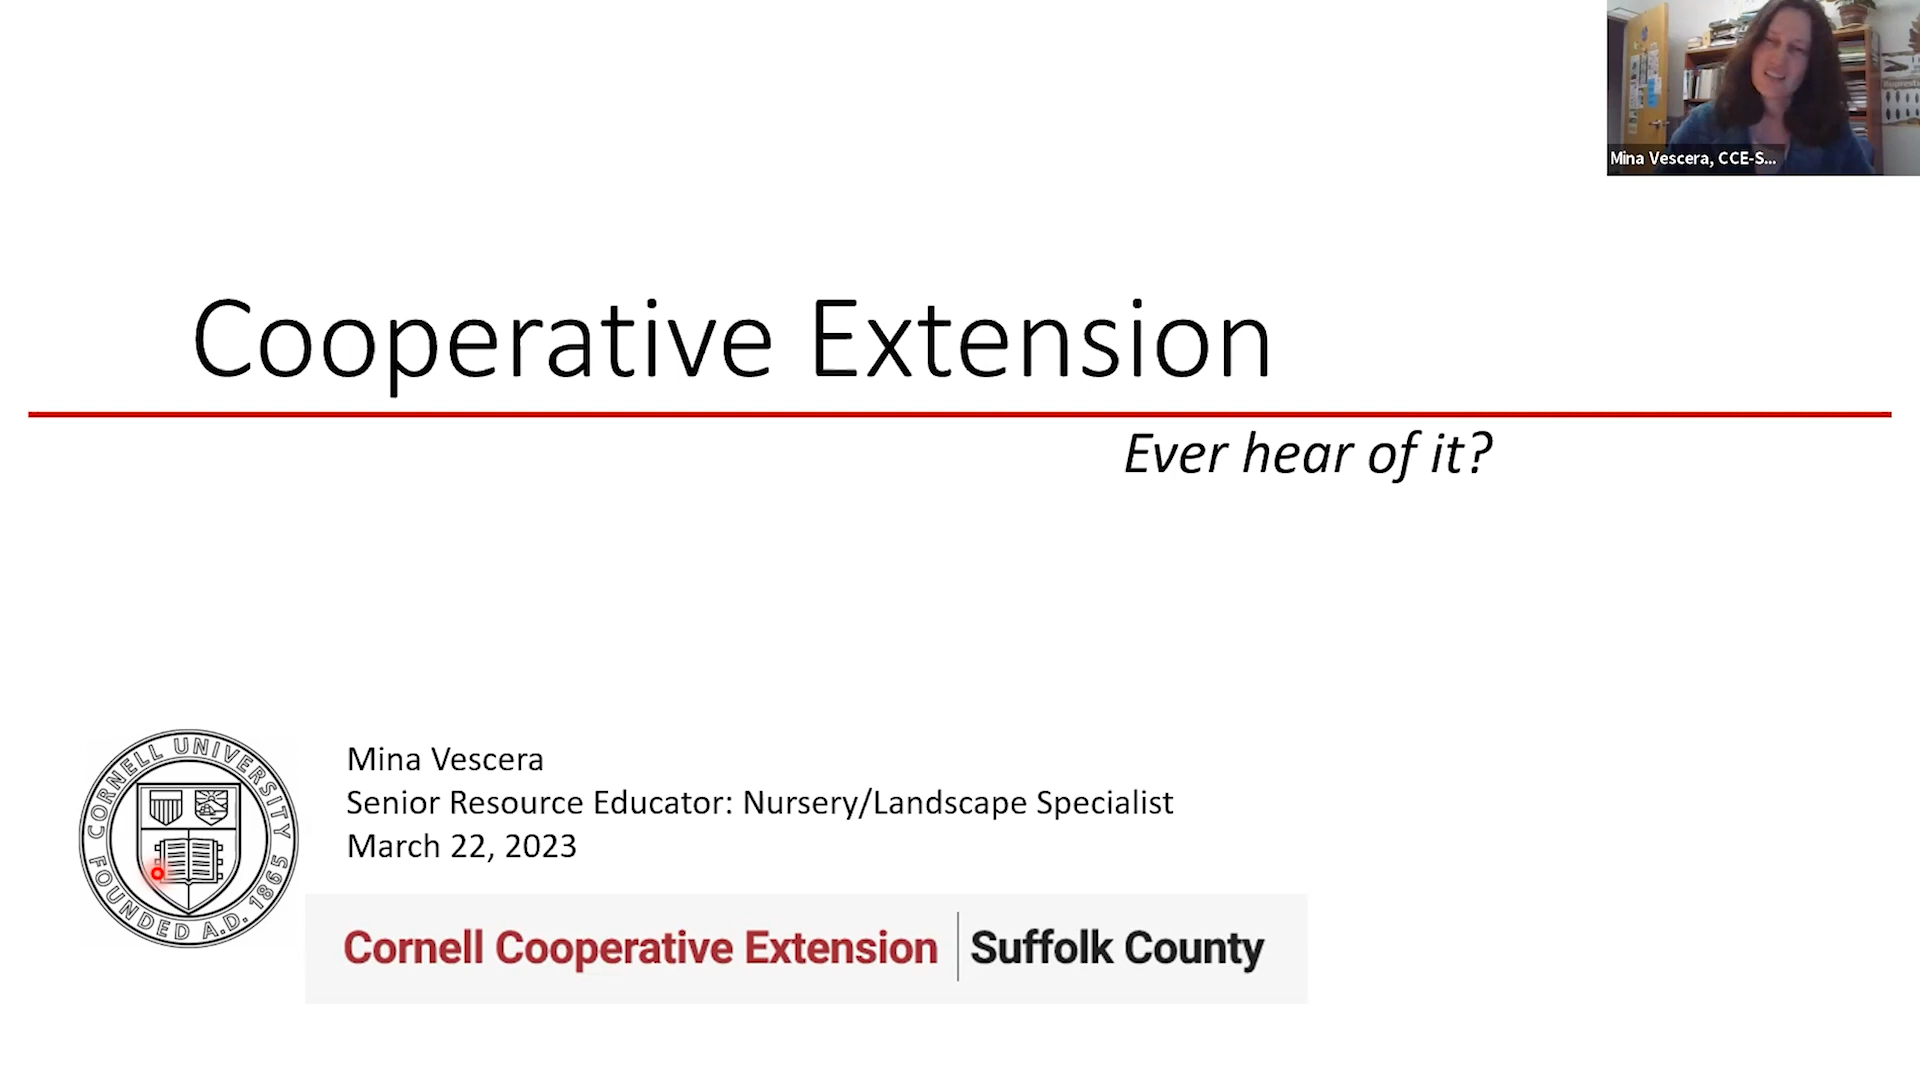 Mina Vescera, CCE-S...
Cooperative Extension
Ever hear of it?
CORNELL UNIVERSITY
FOUNDED A.D. 1865
Mina Vescera
Senior Resource Educator: Nursery/Landscape Specialist
March 22, 2023
Cornell Cooperative Extension
Suffolk County